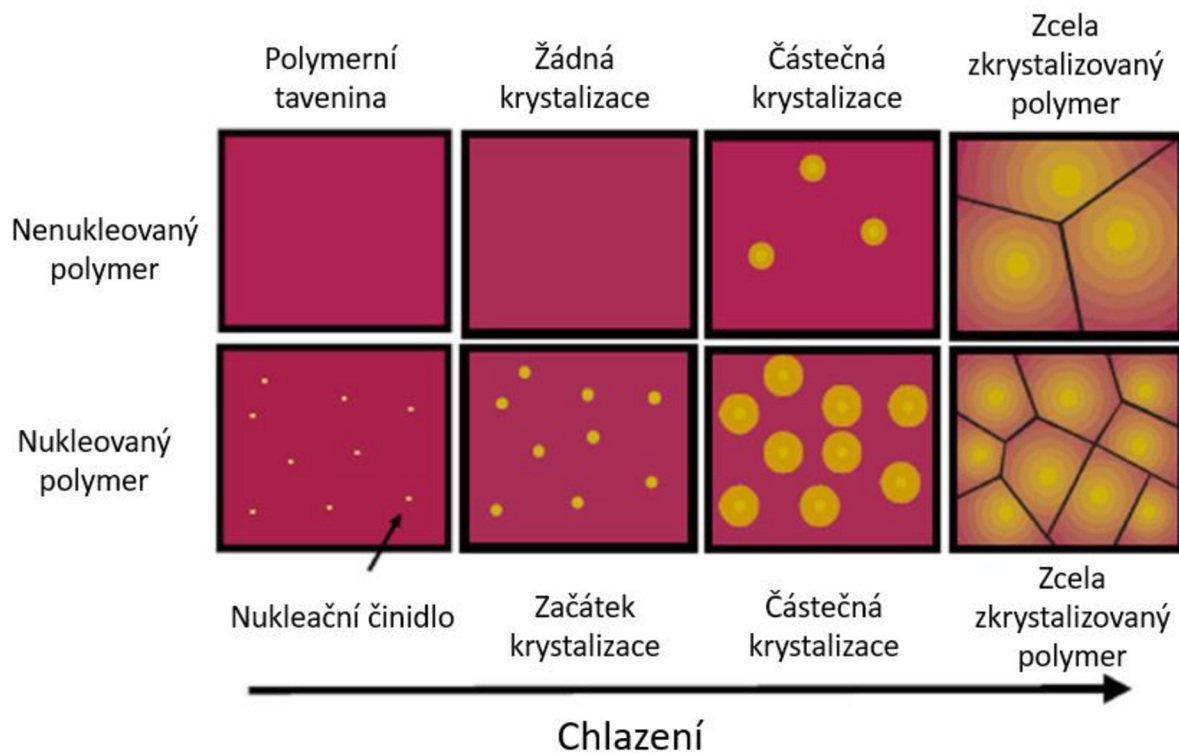 Polymerní
tavenina
Žádná
krystalizace
Částečná
krystalizace
Zcela
zkrystalizovaný
polymer
Nenukleovaný
polymer
Nukleovaný
polymer
Nukleační činidlo
Začátek
krystalizace
Částečná
krystalizace
Zcela
zkrystalizovaný
polymer
Chlazení